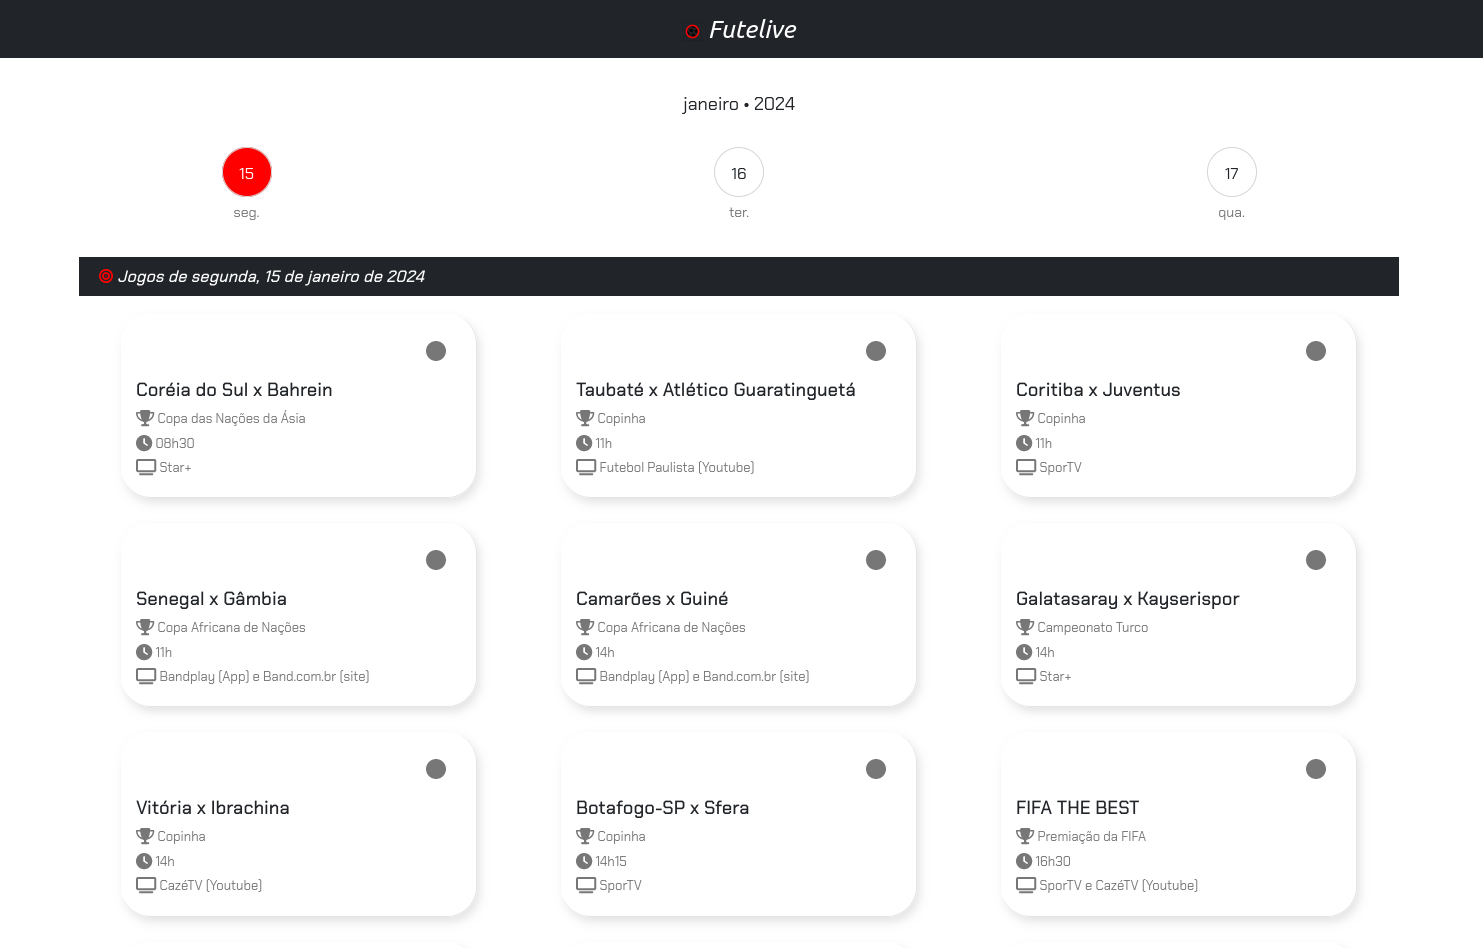 Futelive
janeiro • 2024
15
seg.
16
ter.
17
qua.
Jogos de segunda, 15 de janeiro de 2024
Coréia do Sul x Bahrein
Copa das Nações da Ásia
08h30
Star+
Taubaté x Atlético Guaratinguetá
Copinha
11h
Futebol Paulista (Youtube)
Coritiba x Juventus
Copinha
11h
SporTV
Senegal x Gâmbia
Copa Africana de Nações
11h
Bandplay (App) e Band.com.br (site)
Camarões x Guiné
Copa Africana de Nações
14h
Bandplay (App) e Band.com.br (site)
Galatasaray x Kayserispor
Campeonato Turco
14h
Star+
Vitória x Ibrachina
Copinha
14h
CazéTV (Youtube)
Botafogo-SP x Sfera
Copinha
14h15
SporTV
FIFA THE BEST
Premiação da FIFA
16h30
SporTV e CazéTV (Youtube)